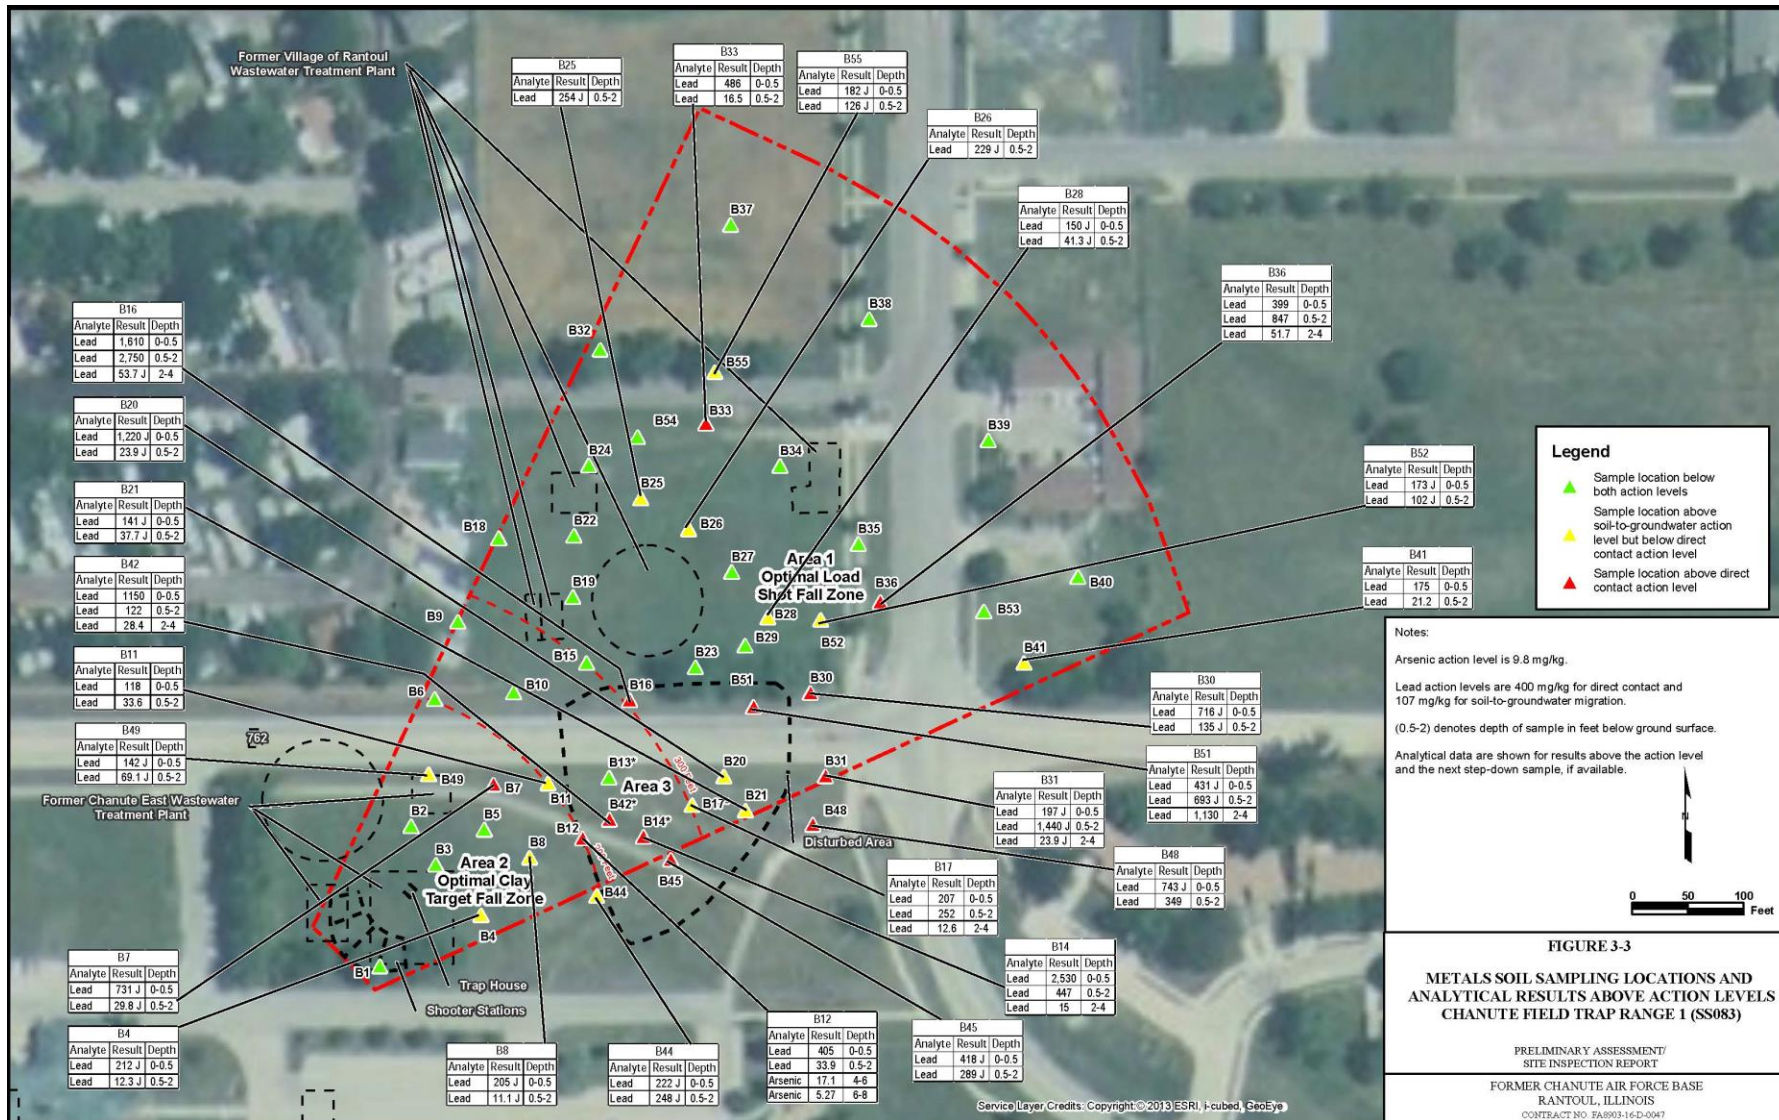 Former Village of Rantoul
Wastewater Treatment Plant
B25
Analyte Result Depth
Lead 254 J 0.5-2
B33
Analyte Result Depth
Lead 486 0-0.5
Lead 16.5 0.5-2
B55
Analyte Result Depth
Lead 182 J 0-0.5
Lead 126 J 0.5-2
B26
Analyte Result Depth
Lead 229 J 0.5-2
B28
Analyte Result Depth
Lead 150 J 0-0.5
Lead 41.3 J 0.5-2
B36
Analyte Result Depth
Lead 399 0-0.5
Lead 847 0.5-2
Lead 51.7 2-4
B16
Analyte Result Depth
Lead 1,610 0-0.5
Lead 2,750 0.5-2
Lead 53.7 J 2-4
B20
Analyte Result Depth
Lead 1,220 J 0-0.5
Lead 23.9 J 0.5-2
B21
Analyte Result Depth
Lead 141 J 0-0.5
Lead 37.7 J 0.5-2
B42
Analyte Result Depth
Lead 1150 0-0.5
Lead 122 0.5-2
Lead 28.4 2-4
B11
Analyte Result Depth
Lead 118 0-0.5
Lead 33.6 0.5-2
B49
Analyte Result Depth
Lead 142 J 0-0.5
Lead 69.1 J 0.5-2
Former Chanute East Wastewater
Treatment Plant
762
B7
Analyte Result Depth
Lead 731 J 0-0.5
Lead 29.8 J 0.5-2
B4
Analyte Result Depth
Lead 212 J 0-0.5
Lead 12.3 J 0.5-2
B8
Analyte Result Depth
Lead 205 J 0-0.5
Lead 11.1 J 0.5-2
B44
Analyte Result Depth
Lead 222 J 0-0.5
Lead 248 J 0.5-2
B12
Analyte Result Depth
Lead 405 0-0.5
Lead 33.9 0.5-2
Arsenic 17.1 4-6
Arsenic 5.27 6-8
B45
Analyte Result Depth
Lead 418 J 0-0.5
Lead 289 J 0.5-2
B14
Analyte Result Depth
Lead 2,530 0-0.5
Lead 447 0.5-2
Lead 15 2-4
B17
Analyte Result Depth
Lead 207 0-0.5
Lead 252 0.5-2
Lead 12.6 2-4
B31
Analyte Result Depth
Lead 197 J 0-0.5
Lead 1,440 J 0.5-2
Lead 23.9 J 2-4
B48
Analyte Result Depth
Lead 743 J 0-0.5
Lead 349 0.5-2
B51
Analyte Result Depth
Lead 431 J 0-0.5
Lead 693 J 0.5-2
Lead 1,130 2-4
B30
Analyte Result Depth
Lead 716 J 0-0.5
Lead 135 J 0.5-2
B41
Analyte Result Depth
Lead 175 0-0.5
Lead 21.2 0.5-2
B52
Analyte Result Depth
Lead 173 J 0-0.5
Lead 102 J 0.5-2
B37
B38
B32
B55
B33
B54
B39
B24
B34
B25
B18
B22
B26
B35
B27
Area 1
Optimal Load
Shot Fall Zone
B36
B40
B19
B53
B9
B28
B52
B29
B15
B23
B41
B6
B10
B16
B51
B30
300 Feet
B49
B7
B11
B13*
Area 3
B20
B31
B42*
B17*
B21
B48
B2
B5
B12
B14*
Disturbed Area
B3
B8
B45
Area 2
Optimal Clay
Target Fall Zone
B44
B4
B1
Trap House
Shooter Stations
Service Layer Credits: Copyright:© 2013 ESRI, i-cubed, GeoEye
Legend
Sample location below
both action levels
Sample location above
soil-to-groundwater action
level but below direct
contact action level
Sample location above direct
contact action level
Notes:
Arsenic action level is 9.8 mg/kg.
Lead action levels are 400 mg/kg for direct contact and
107 mg/kg for soil-to-groundwater migration.
(0.5-2) denotes depth of sample in feet below ground surface.
Analytical data are shown for results above the action level
and the next step-down sample, if available.
N
0 50 100
Feet
FIGURE 3-3
METALS SOIL SAMPLING LOCATIONS AND
ANALYTICAL RESULTS ABOVE ACTION LEVELS
CHANUTE FIELD TRAP RANGE 1 (SS083)
PRELIMINARY ASSESSMENT/
SITE INSPECTION REPORT
FORMER CHANUTE AIR FORCE BASE
RANTOUL, ILLINOIS
CONTRACT NO. FA8903-16-D-0047